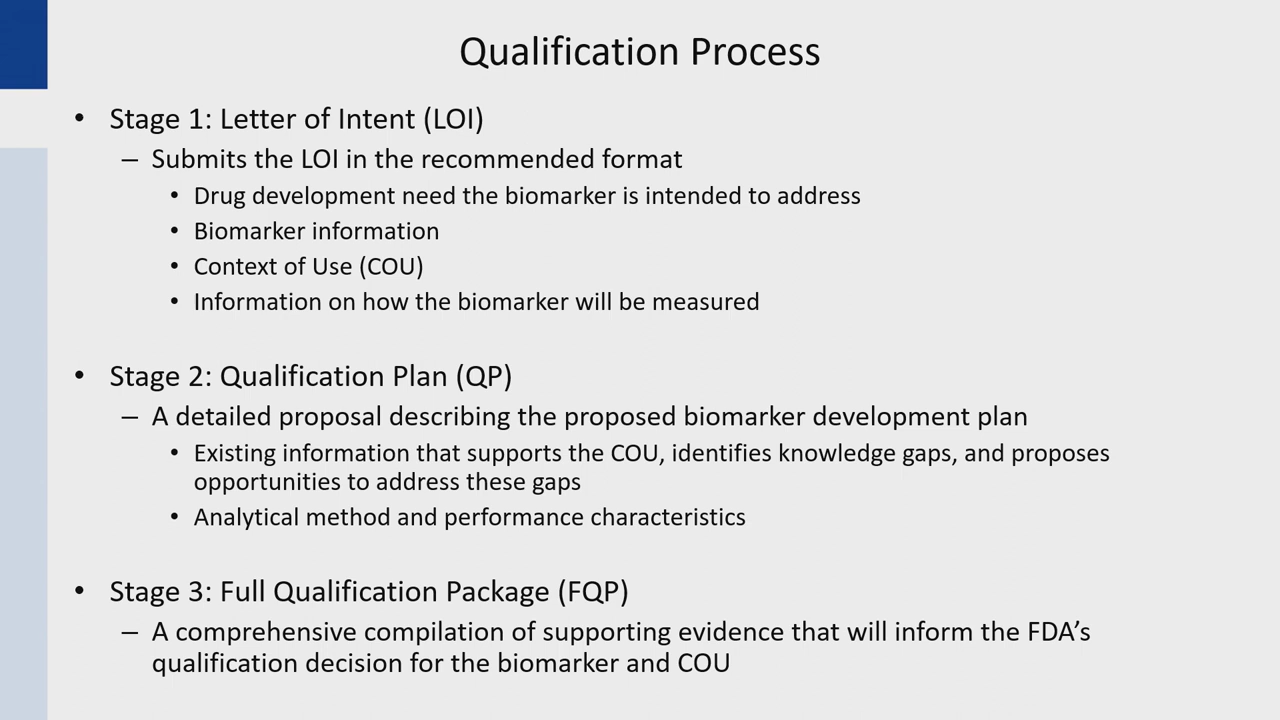 Qualification Process
• Stage 1: Letter of Intent (LOI)
– Submits the LOI in the recommended format
• Drug development need the biomarker is intended to address
• Biomarker information
• Context of Use (COU)
• Information on how the biomarker will be measured
• Stage 2: Qualification Plan (QP)
– A detailed proposal describing the proposed biomarker development plan
• Existing information that supports the COU, identifies knowledge gaps, and proposes
opportunities to address these gaps
• Analytical method and performance characteristics
• Stage 3: Full Qualification Package (FQP)
– A comprehensive compilation of supporting evidence that will inform the FDA’s
qualification decision for the biomarker and COU